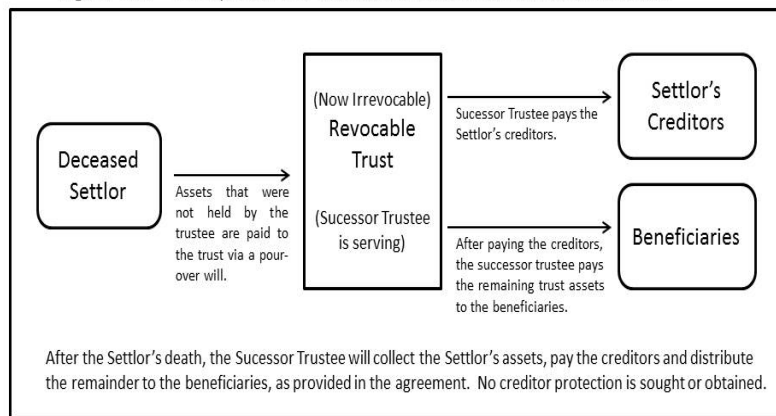 Deceased
Settlor
Assets that were
not held by the
trustee are paid to
the trust via a pour-
over will.
(Now Irrevocable)
Revocable
Trust
(Sucessor Trustee
is serving)
Sucessor Trustee pays the
Settlor's creditors.
After paying the creditors,
the successor trustee pays
the remaining trust assets
to the beneficiaries.
Settlor's
Creditors
Beneficiaries
After the Settlor's death, the Sucessor Trustee will collect the Settlor's assets, pay the creditors and distribute
the remainder to the beneficiaries, as provided in the agreement. No creditor protection is sought or obtained.